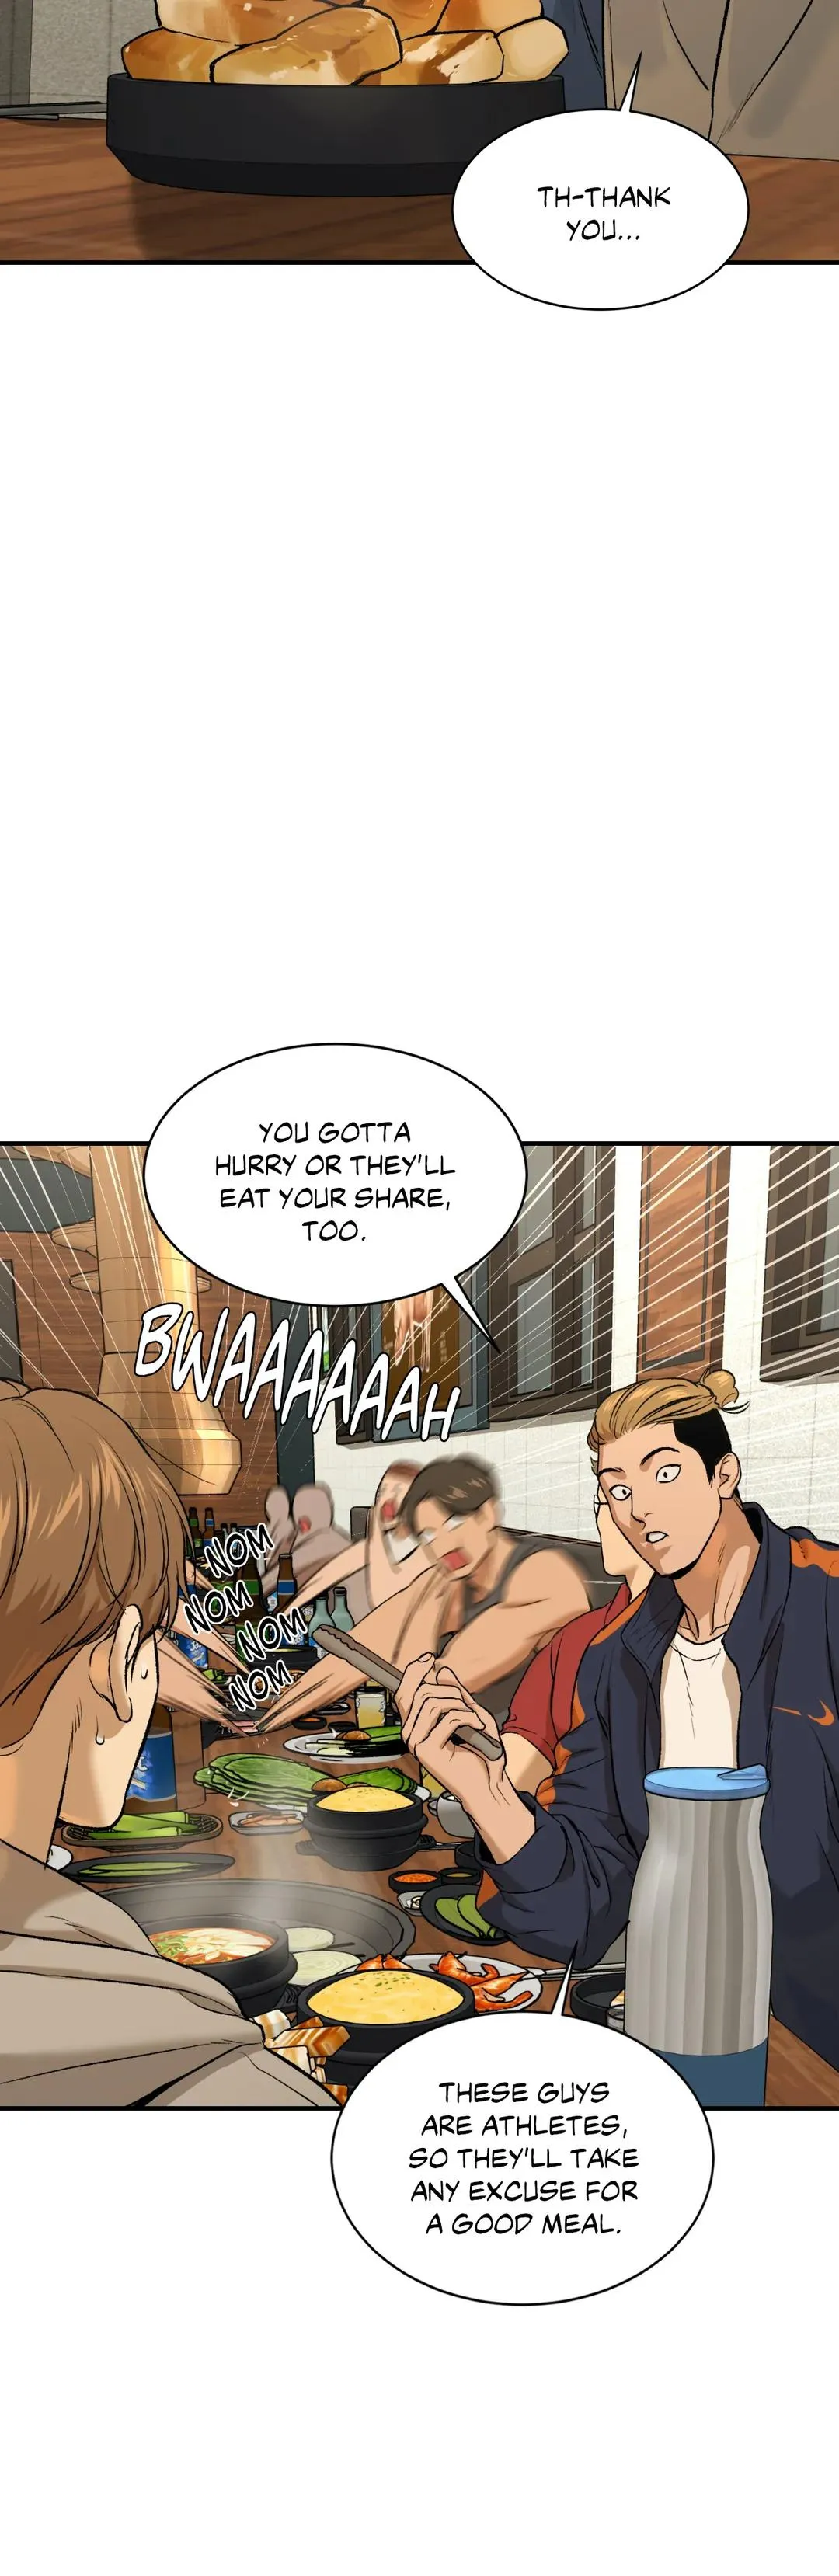 TH-THANK
YOU...
YOU GOTTA
HURRY OR THEY'LL
EAT YOUR SHARE,
TOO.
BWAAAAAAAH
NOM
NOM
NOM
NOM
THESE GUYS
ARE ATHLETES,
SO THEY'LL TAKE
ANY EXCUSE FOR
A GOOD MEAL.